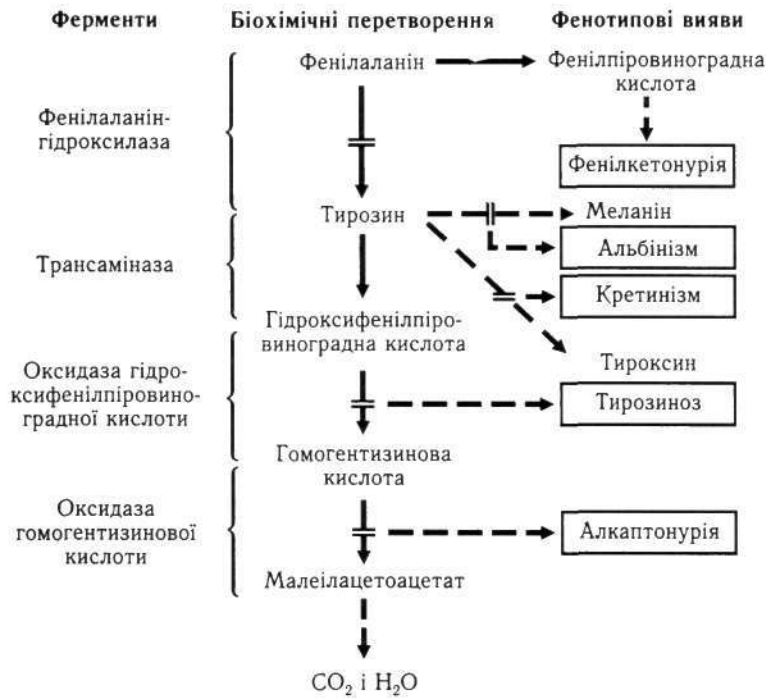 Ферменти
Біохімічні перетворення
Фенотипові вияви
Фенілаланін
Фенілпіровиноградна
кислота
Фенілаланін-
гідроксилаза
Фенілкетонурія
Тирозин
Меланін
Альбінізм
Трансаміназа
Кретинізм
Гідроксифенілпіро-
виноградна кислота
Тироксин
Оксидаза гідро-
ксифенілпіровино-
градної кислоти
Тирозиноз
Гомогентизинова
кислота
Оксидаза
гомогентизинової
кислоти
Алкаптонурія
Малеілацетоацетат
CO₂ і H₂O